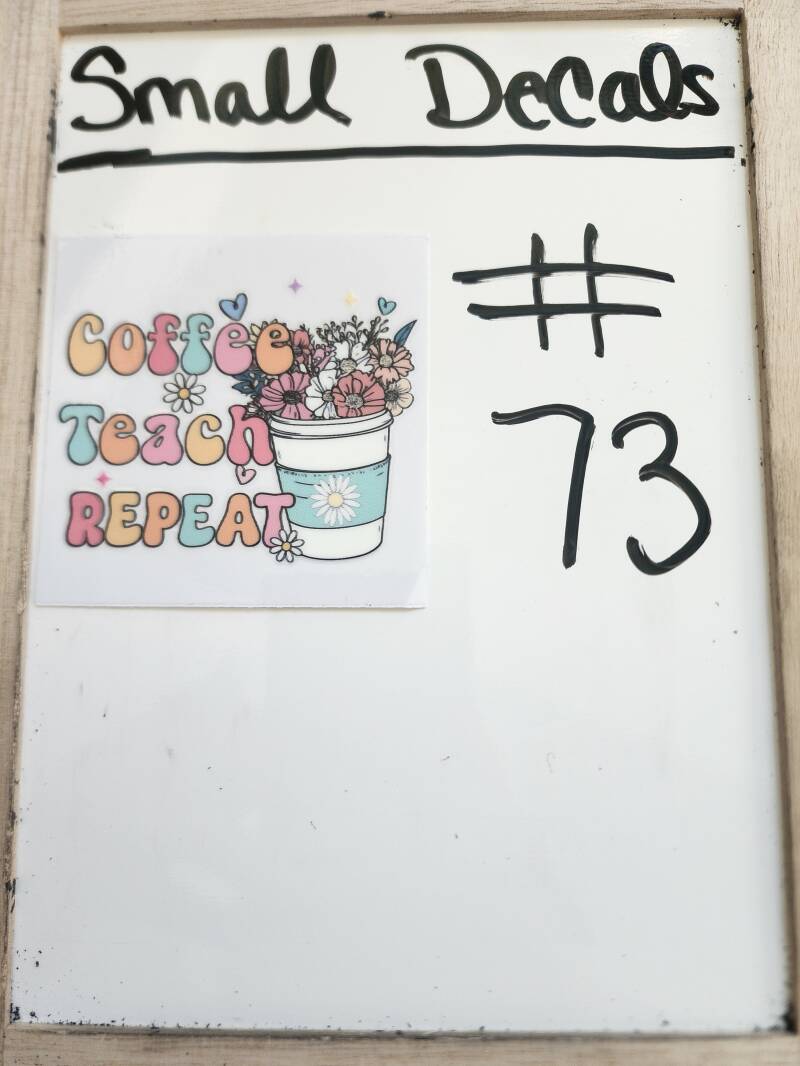 Small Decals
#
73
Coffee
Teach
REPEAT